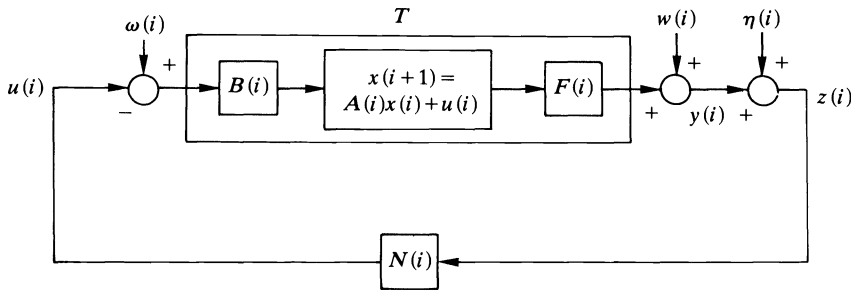 T
ω(i)
w(i)
η(i)
+
+
+
u(i)
B(i)
x(i+1) =
A(i)x(i)+u(i)
F(i)
z(i)
−
+
y(i)
+
N(i)